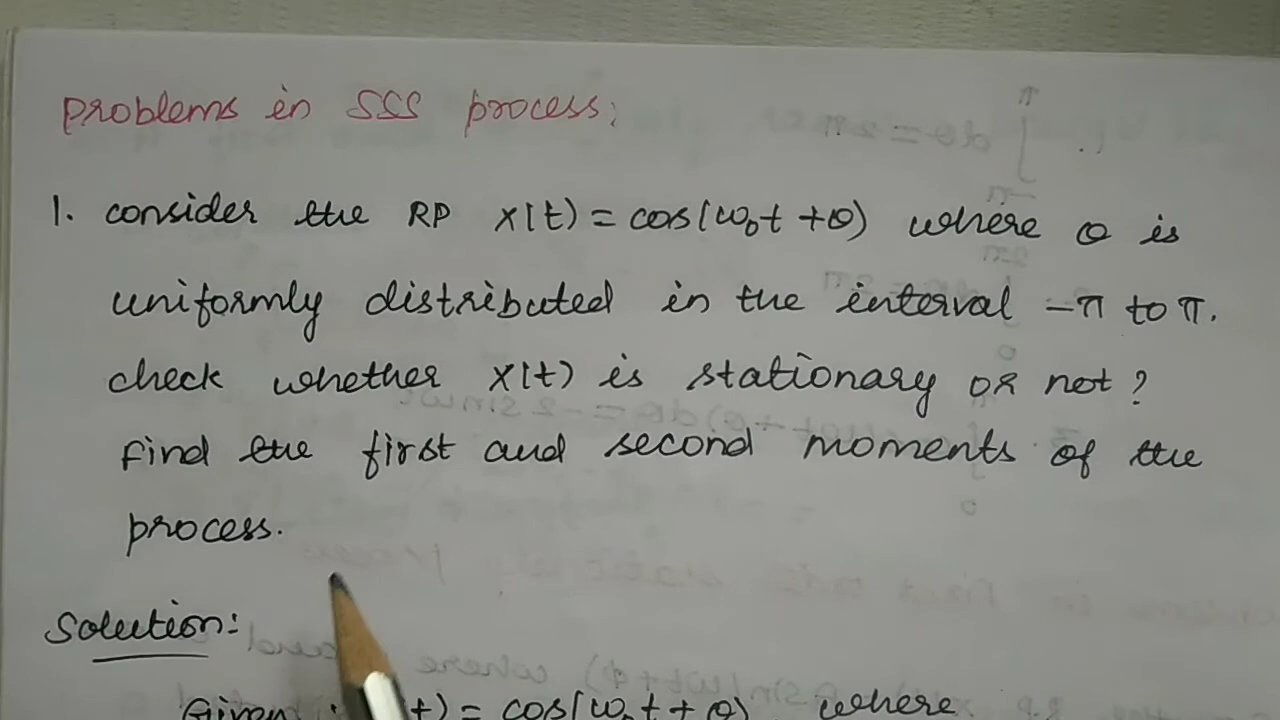 Problems in SSS process:
1. consider the RP X(t) = cos(ω₀t + θ) where θ is
uniformly distributed in the interval -π to π.
check whether X(t) is stationary or not?
Find the first and second moments of the
process.
Solution:
Given : t) = cos(ω₀t + θ) where